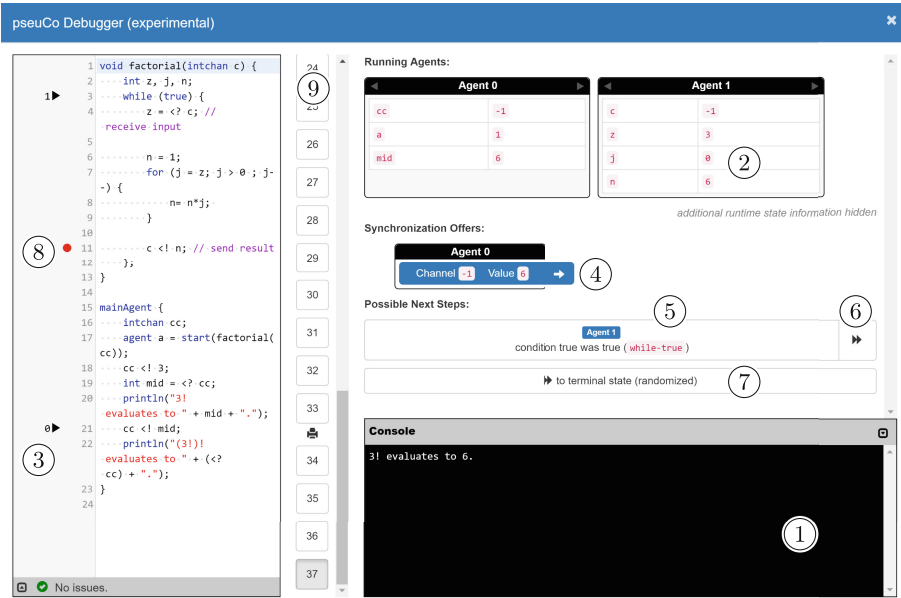 pseuCo Debugger (experimental)
1 void factorial(intchan c) {
2 ····int z, j, n;
1 3 ····while (true) {
4 ········z = <? c; //
·receive input
5
6 ········n = 1;
7 ········for (j = z; j > 0 ; j-
-) {
8 ············n= n*j;
9 ········}
10
8 11 ········c <! n; // send result
12 ····};
13 }
14
15 mainAgent {
16 ····intchan cc;
17 ····agent a = start(factorial(
cc));
18 ····cc <! 3;
19 ····int mid = <? cc;
20 ····println("3!
·evaluates to " + mid + ".");
0 21 ····cc <! mid;
3 22 ····println("(3!)!
·evaluates to " + (<?
·cc) + ".");
23 }
24
No issues.
24
9
25
26
27
28
29
30
31
32
33
34
35
36
37
Running Agents:
Agent 0
cc -1
a 1
mid 6
Agent 1
c -1
z 3
j 0
n 6
2
additional runtime state information hidden
Synchronization Offers:
Agent 0
Channel -1 Value 6
4
Possible Next Steps:
5
6
Agent 1
condition true was true ( while-true )
to terminal state (randomized)
7
Console
3! evaluates to 6.
1